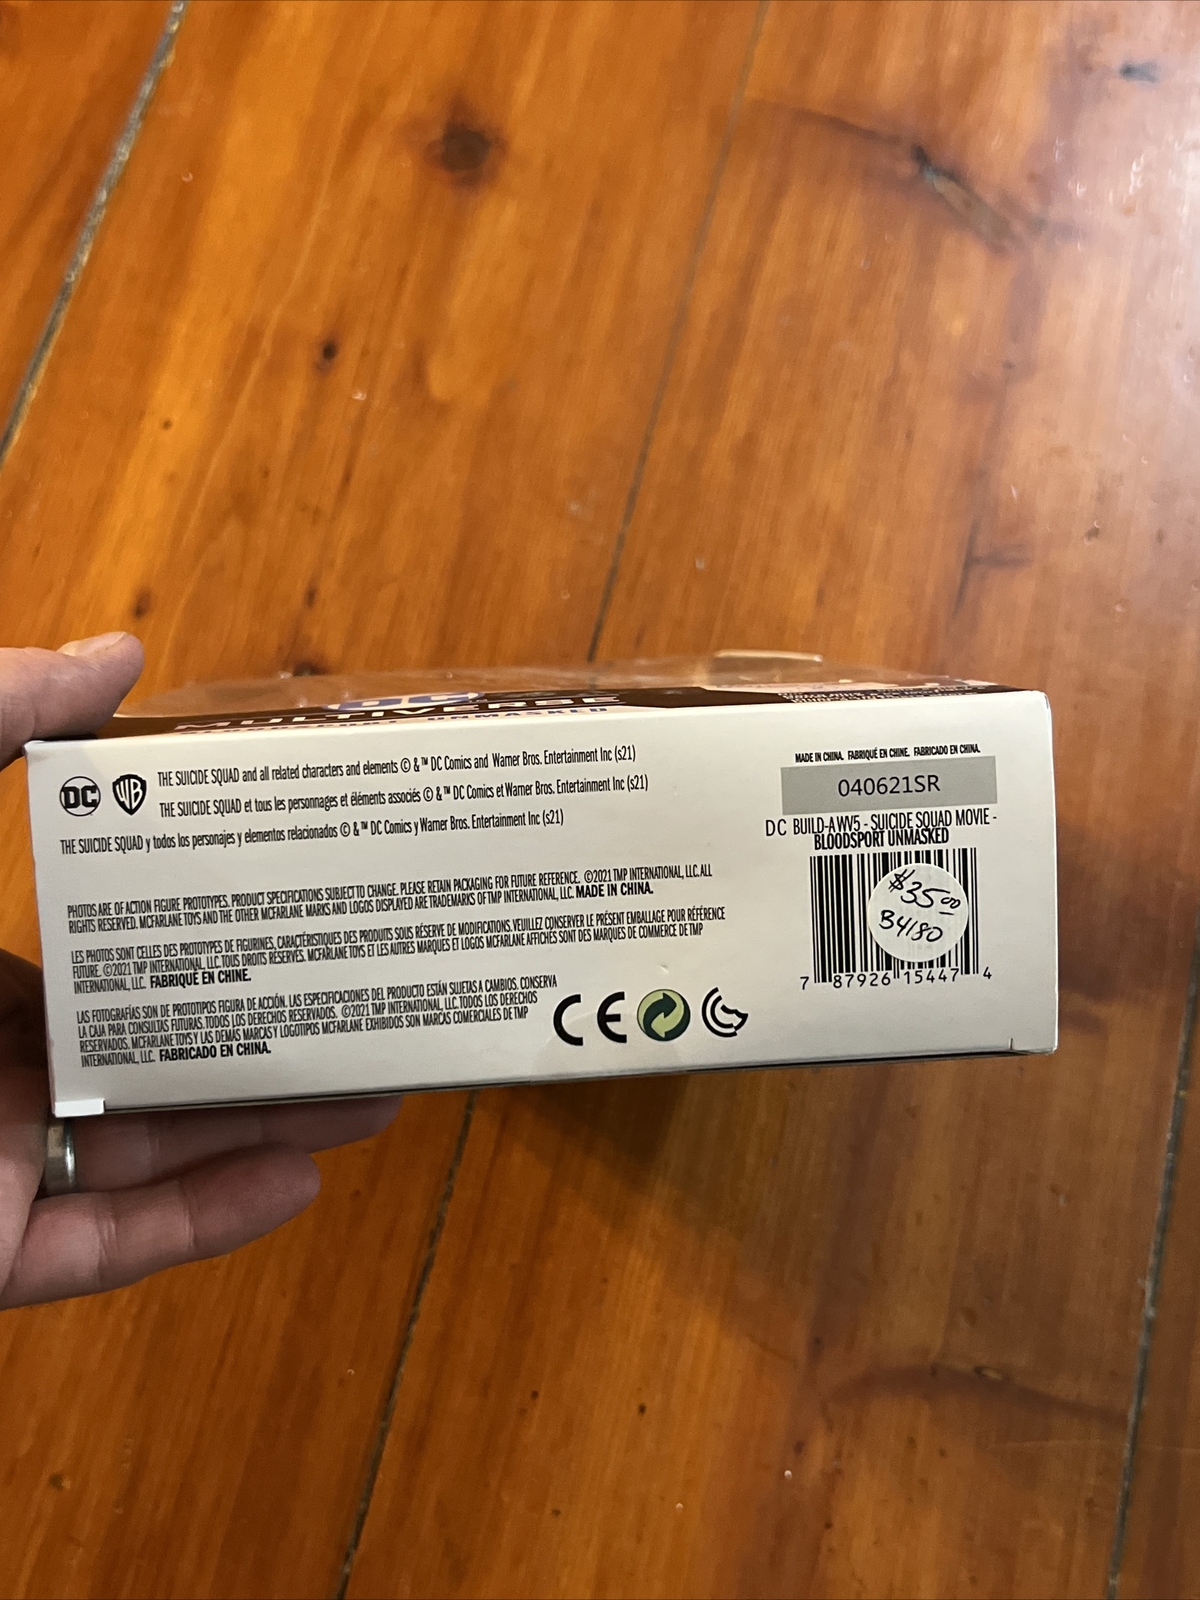 DC
MULTIVERSE
BLOODSPORT UNMASKED
DC
WB
THE SUICIDE SQUAD and all related characters and elements © & ™ DC Comics and Warner Bros. Entertainment Inc (s21)
THE SUICIDE SQUAD et tous les personnages et éléments associés © & ™ DC Comics et Warner Bros. Entertainment Inc (s21)
THE SUICIDE SQUAD y todos los personajes y elementos relacionados © & ™ DC Comics y Warner Bros. Entertainment Inc (s21)
PHOTOS ARE OF ACTION FIGURE PROTOTYPES. PRODUCT SPECIFICATIONS SUBJECT TO CHANGE. PLEASE RETAIN PACKAGING FOR FUTURE REFERENCE. ©2021 TMP INTERNATIONAL, LLC. ALL
RIGHTS RESERVED. MCFARLANE TOYS AND THE OTHER MCFARLANE MARKS AND LOGOS DISPLAYED ARE TRADEMARKS OF TMP INTERNATIONAL, LLC. MADE IN CHINA.
LES PHOTOS SONT CELLES DES PROTOTYPES DE FIGURINES, CARACTÉRISTIQUES DES PRODUITS SOUS RÉSERVE DE MODIFICATIONS. VEUILLEZ CONSERVER LE PRÉSENT EMBALLAGE POUR RÉFÉRENCE
FUTURE. ©2021 TMP INTERNATIONAL, LLC. TOUS DROITS RÉSERVÉS. MCFARLANE TOYS ET LES AUTRES MARQUES ET LOGOS MCFARLANE AFFICHÉS SONT DES MARQUES DE COMMERCE DE TMP
INTERNATIONAL, LLC. FABRIQUÉ EN CHINE.
LAS FOTOGRAFÍAS SON DE PROTOTIPOS FIGURA DE ACCIÓN. LAS ESPECIFICACIONES DEL PRODUCTO ESTÁN SUJETAS A CAMBIOS. CONSERVA
LA CAJA PARA CONSULTAS FUTURAS. TODOS LOS DERECHOS RESERVADOS. ©2021 TMP INTERNATIONAL, LLC. TODOS LOS DERECHOS
RESERVADOS. MCFARLANE TOYS Y LAS DEMÁS MARCAS Y LOGOTIPOS MCFARLANE EXHIBIDOS SON MARCAS COMERCIALES DE TMP
INTERNATIONAL, LLC. FABRICADO EN CHINA.
CE
MADE IN CHINA. FABRIQUÉ EN CHINE. FABRICADO EN CHINA.
040621SR
DC BUILD-A WV5 - SUICIDE SQUAD MOVIE -
BLOODSPORT UNMASKED
$35.00
B4180
7 87926 15447 4